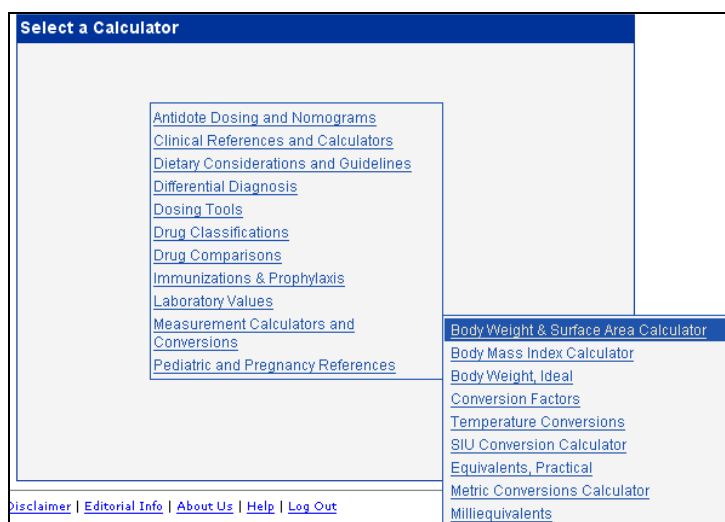 Select a Calculator
Antidote Dosing and Nomograms
Clinical References and Calculators
Dietary Considerations and Guidelines
Differential Diagnosis
Dosing Tools
Drug Classifications
Drug Comparisons
Immunizations & Prophylaxis
Laboratory Values
Measurement Calculators and
Conversions
Pediatric and Pregnancy References
Body Weight & Surface Area Calculator
Body Mass Index Calculator
Body Weight, Ideal
Conversion Factors
Temperature Conversions
SIU Conversion Calculator
Equivalents, Practical
Metric Conversions Calculator
Milliequivalents
Disclaimer | Editorial Info | About Us | Help | Log Out